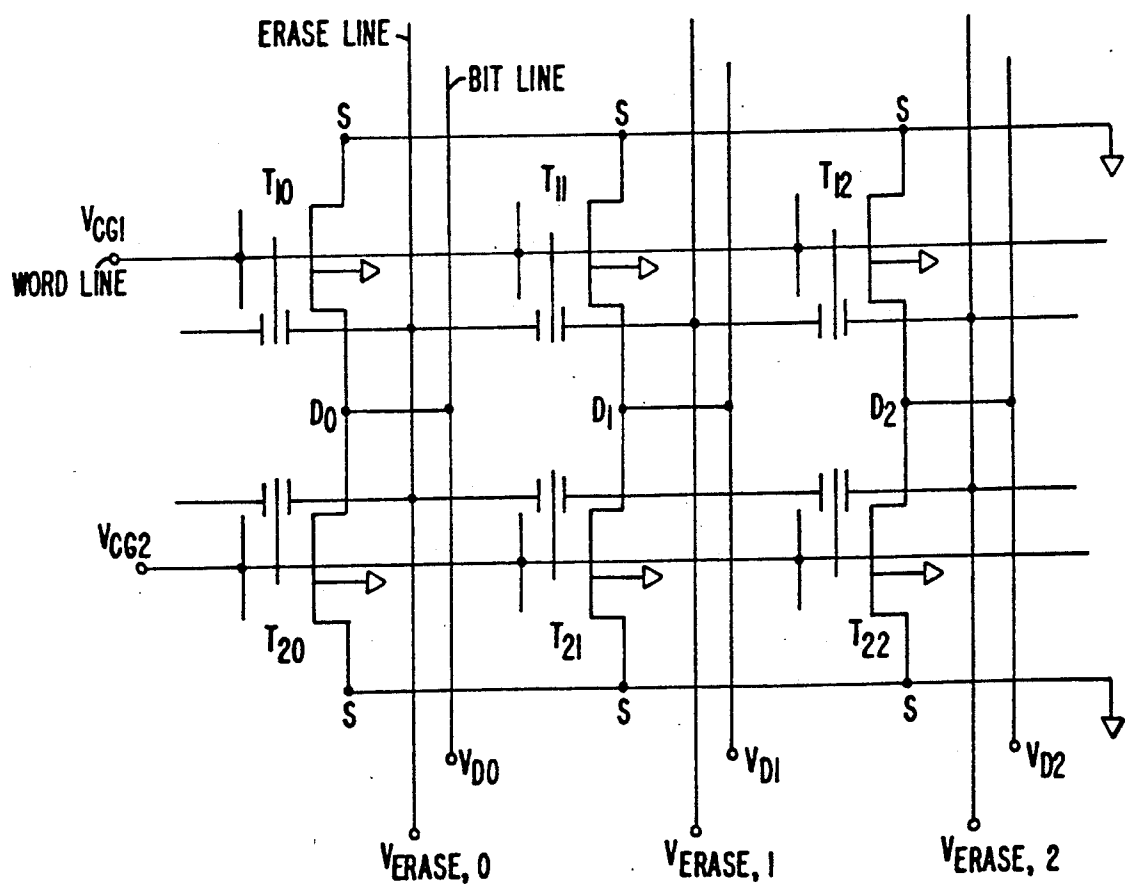 ERASE LINE
BIT LINE
S
S
S
T10
T11
T12
VCG1
WORD LINE
D0
D1
D2
VCG2
T20
T21
T22
S
S
S
VD0
VD1
VD2
VERASE, 0
VERASE, 1
VERASE, 2